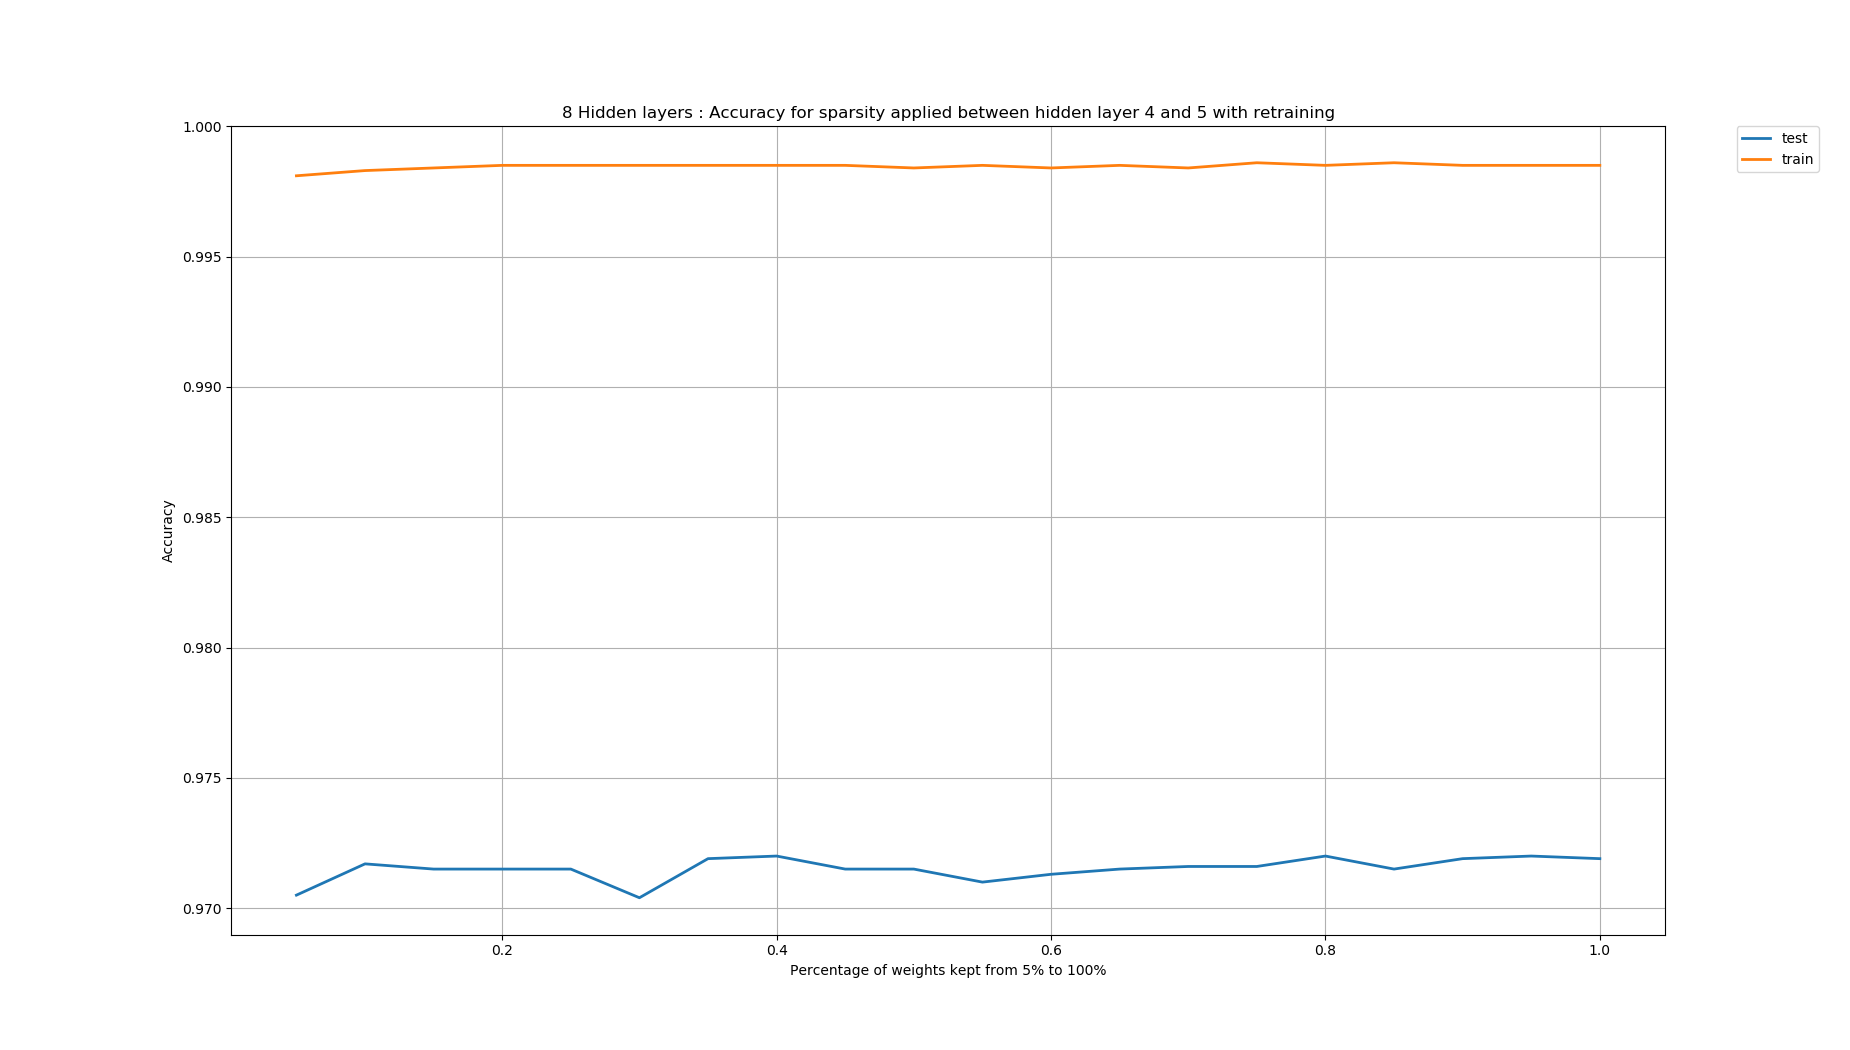 8 Hidden layers : Accuracy for sparsity applied between hidden layer 4 and 5 with retraining
test
train
1.000
0.995
0.990
0.985
0.980
0.975
0.970
Accuracy
0.2 0.4 0.6 0.8 1.0
Percentage of weights kept from 5% to 100%